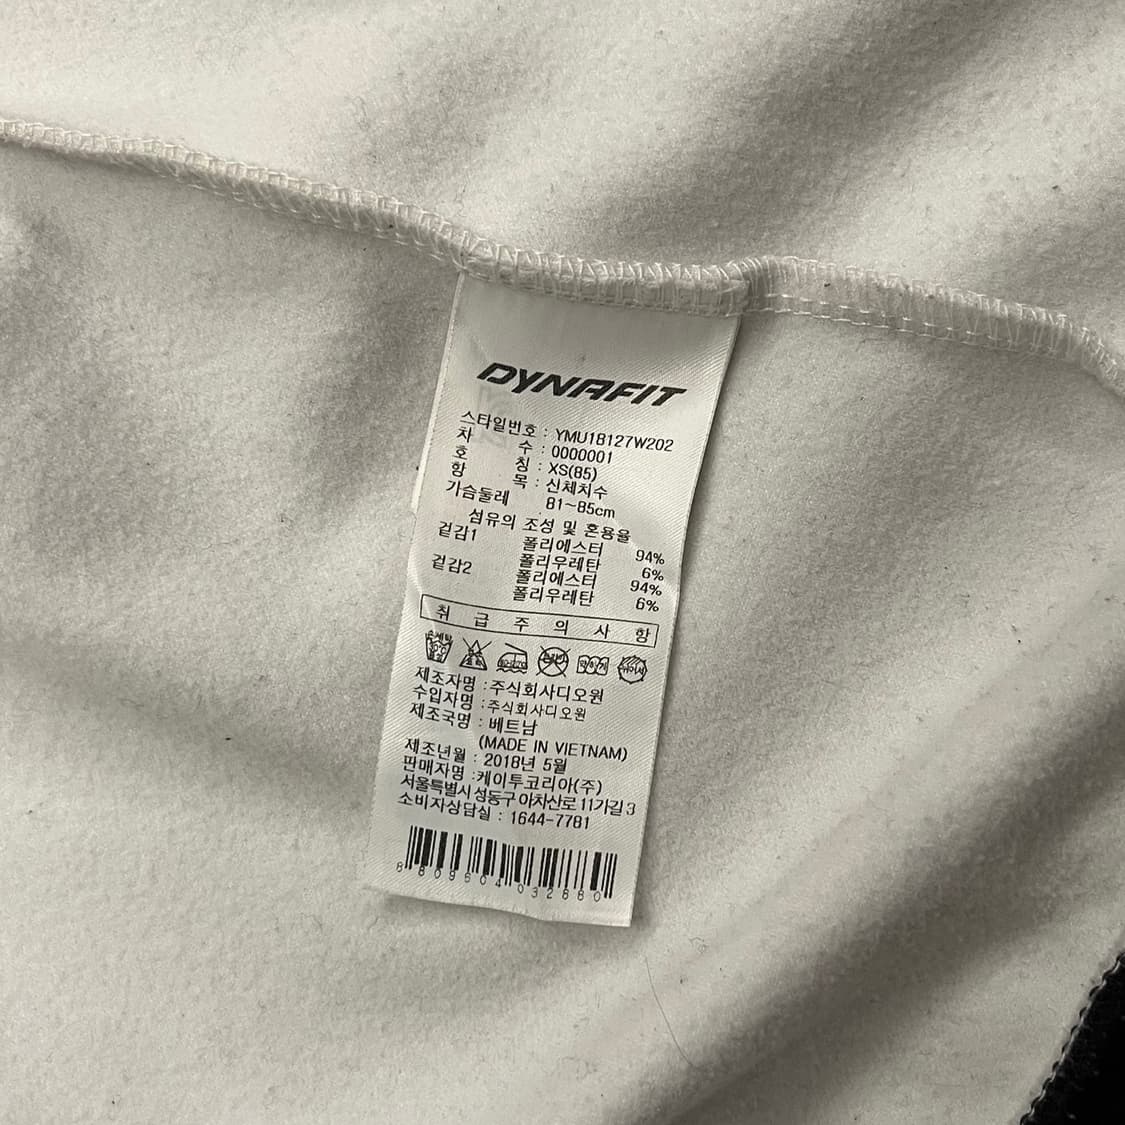 DYNAFIT
스타일번호 : YMU18127W202
차 수 : 0000001
호 칭 : XS(85)
항 목 : 신체치수
가슴둘레 81~85cm
섬유의 조성 및 혼용율
겉감1 폴리에스터 94%
폴리우레탄 6%
겉감2 폴리에스터 94%
폴리우레탄 6%
취 급 주 의 사 항
제조자명 : 주식회사디오원
수입자명 : 주식회사디오원
제조국명 : 베트남
(MADE IN VIETNAM)
제조년월 : 2018년 5월
판매자명 :케이투코리아(주)
서울특별시성동구 아차산로 11가길 3
소비자상담실 : 1644-7781
8 809604 032880